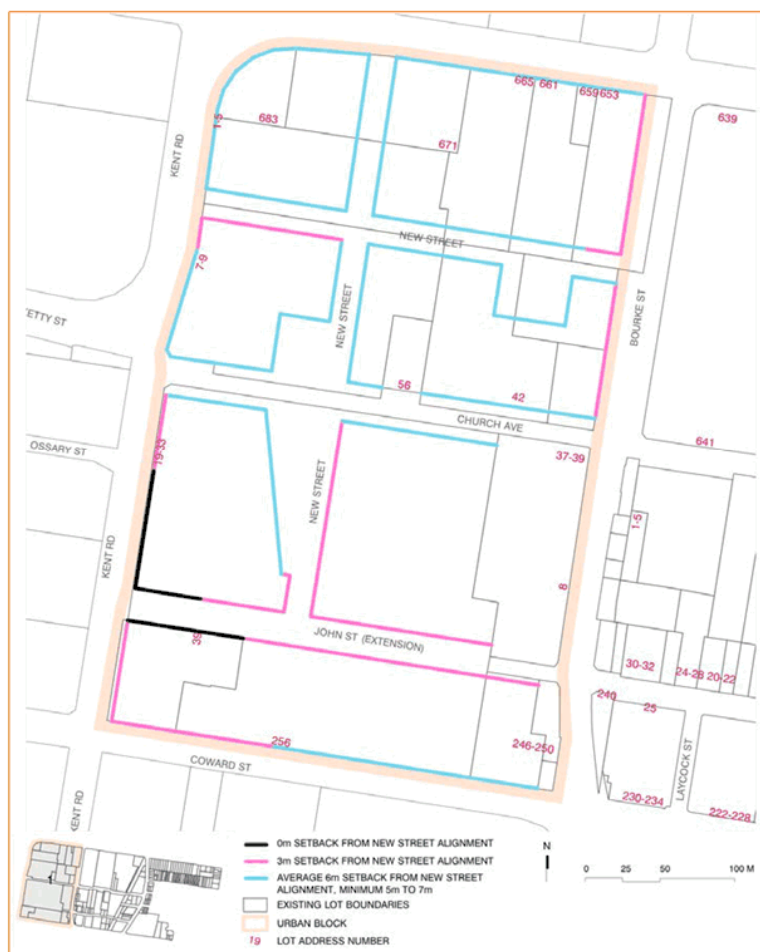 665 661
659 653
639
1-5
683
671
KENT RD
NEW STREET
7-9
NEW STREET
BOURKE ST
ETTY ST
56
42
CHURCH AVE
641
OSSARY ST
19-33
37-39
NEW STREET
1-5
KENT RD
8
39
JOHN ST (EXTENSION)
30-32
24-28
20-22
240
25
256
246-250
COWARD ST
LAYCOCK ST
230-234
222-228
KENT RD
0m SETBACK FROM NEW STREET ALIGNMENT
3m SETBACK FROM NEW STREET ALIGNMENT
AVERAGE 6m SETBACK FROM NEW STREET
ALIGNMENT, MINIMUM 5m TO 7m
EXISTING LOT BOUNDARIES
URBAN BLOCK
19 LOT ADDRESS NUMBER
N
0 25 50 100 M